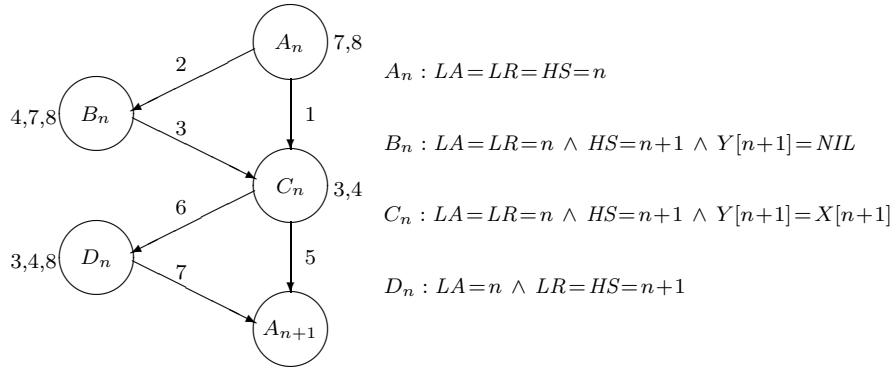 A_n 7,8
2
A_n : LA=LR=HS=n
4,7,8 B_n
1
B_n : LA=LR=n ∧ HS=n+1 ∧ Y[n+1]=NIL
3
C_n 3,4
C_n : LA=LR=n ∧ HS=n+1 ∧ Y[n+1]=X[n+1]
6
3,4,8 D_n
5
D_n : LA=n ∧ LR=HS=n+1
7
A_{n+1}